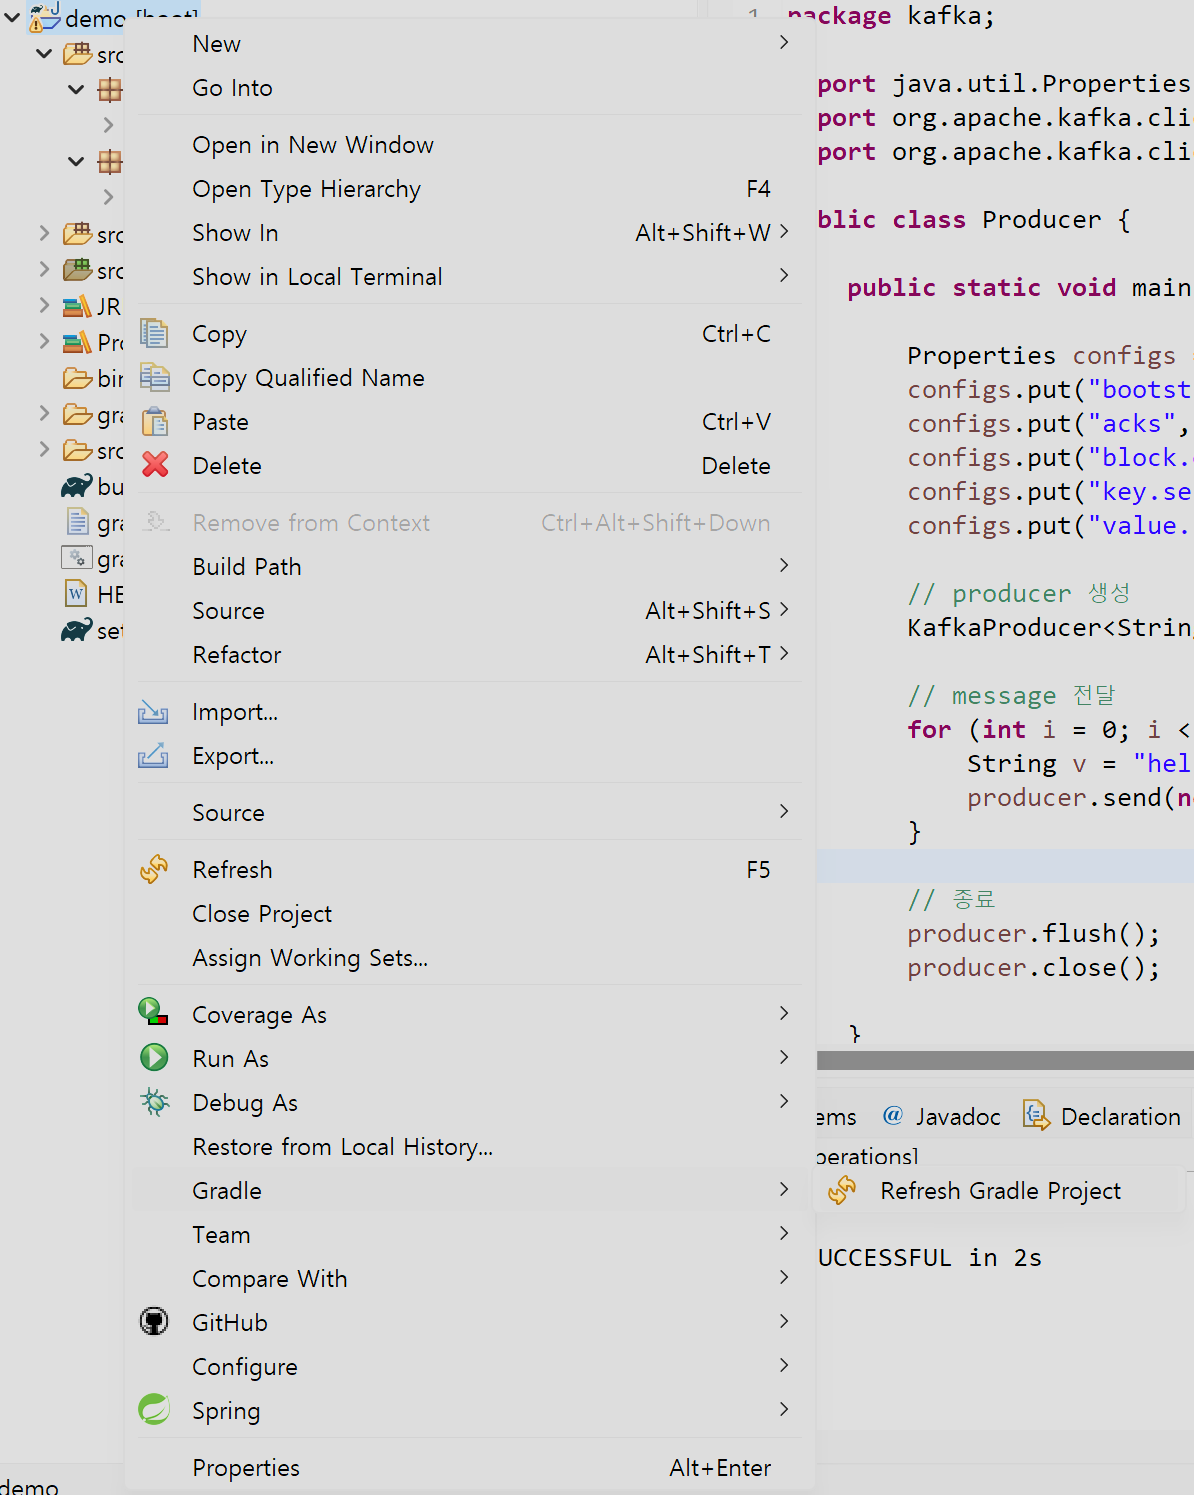 demo [boot]
src
src
src
JR
Pro
bin
gra
src
bu
gra
gra
HE
set
New
Go Into
Open in New Window
Open Type Hierarchy F4
Show In Alt+Shift+W
Show in Local Terminal
Copy Ctrl+C
Copy Qualified Name
Paste Ctrl+V
Delete Delete
Remove from Context Ctrl+Alt+Shift+Down
Build Path
Source Alt+Shift+S
Refactor Alt+Shift+T
Import...
Export...
Source
Refresh F5
Close Project
Assign Working Sets...
Coverage As
Run As
Debug As
Restore from Local History...
Gradle
Team
Compare With
GitHub
Configure
Spring
Properties Alt+Enter
Refresh Gradle Project
1 package kafka;
port java.util.Properties
port org.apache.kafka.cli
port org.apache.kafka.cli
blic class Producer {
public static void main
Properties configs
configs.put("bootst
configs.put("acks",
configs.put("block.
configs.put("key.se
configs.put("value.
// producer 생성
KafkaProducer<String
// message 전달
for (int i = 0; i <
String v = "hel
producer.send(ne
}
// 종료
producer.flush();
producer.close();
}
ems @ Javadoc Declaration
perations]
UCCESSFUL in 2s
demo